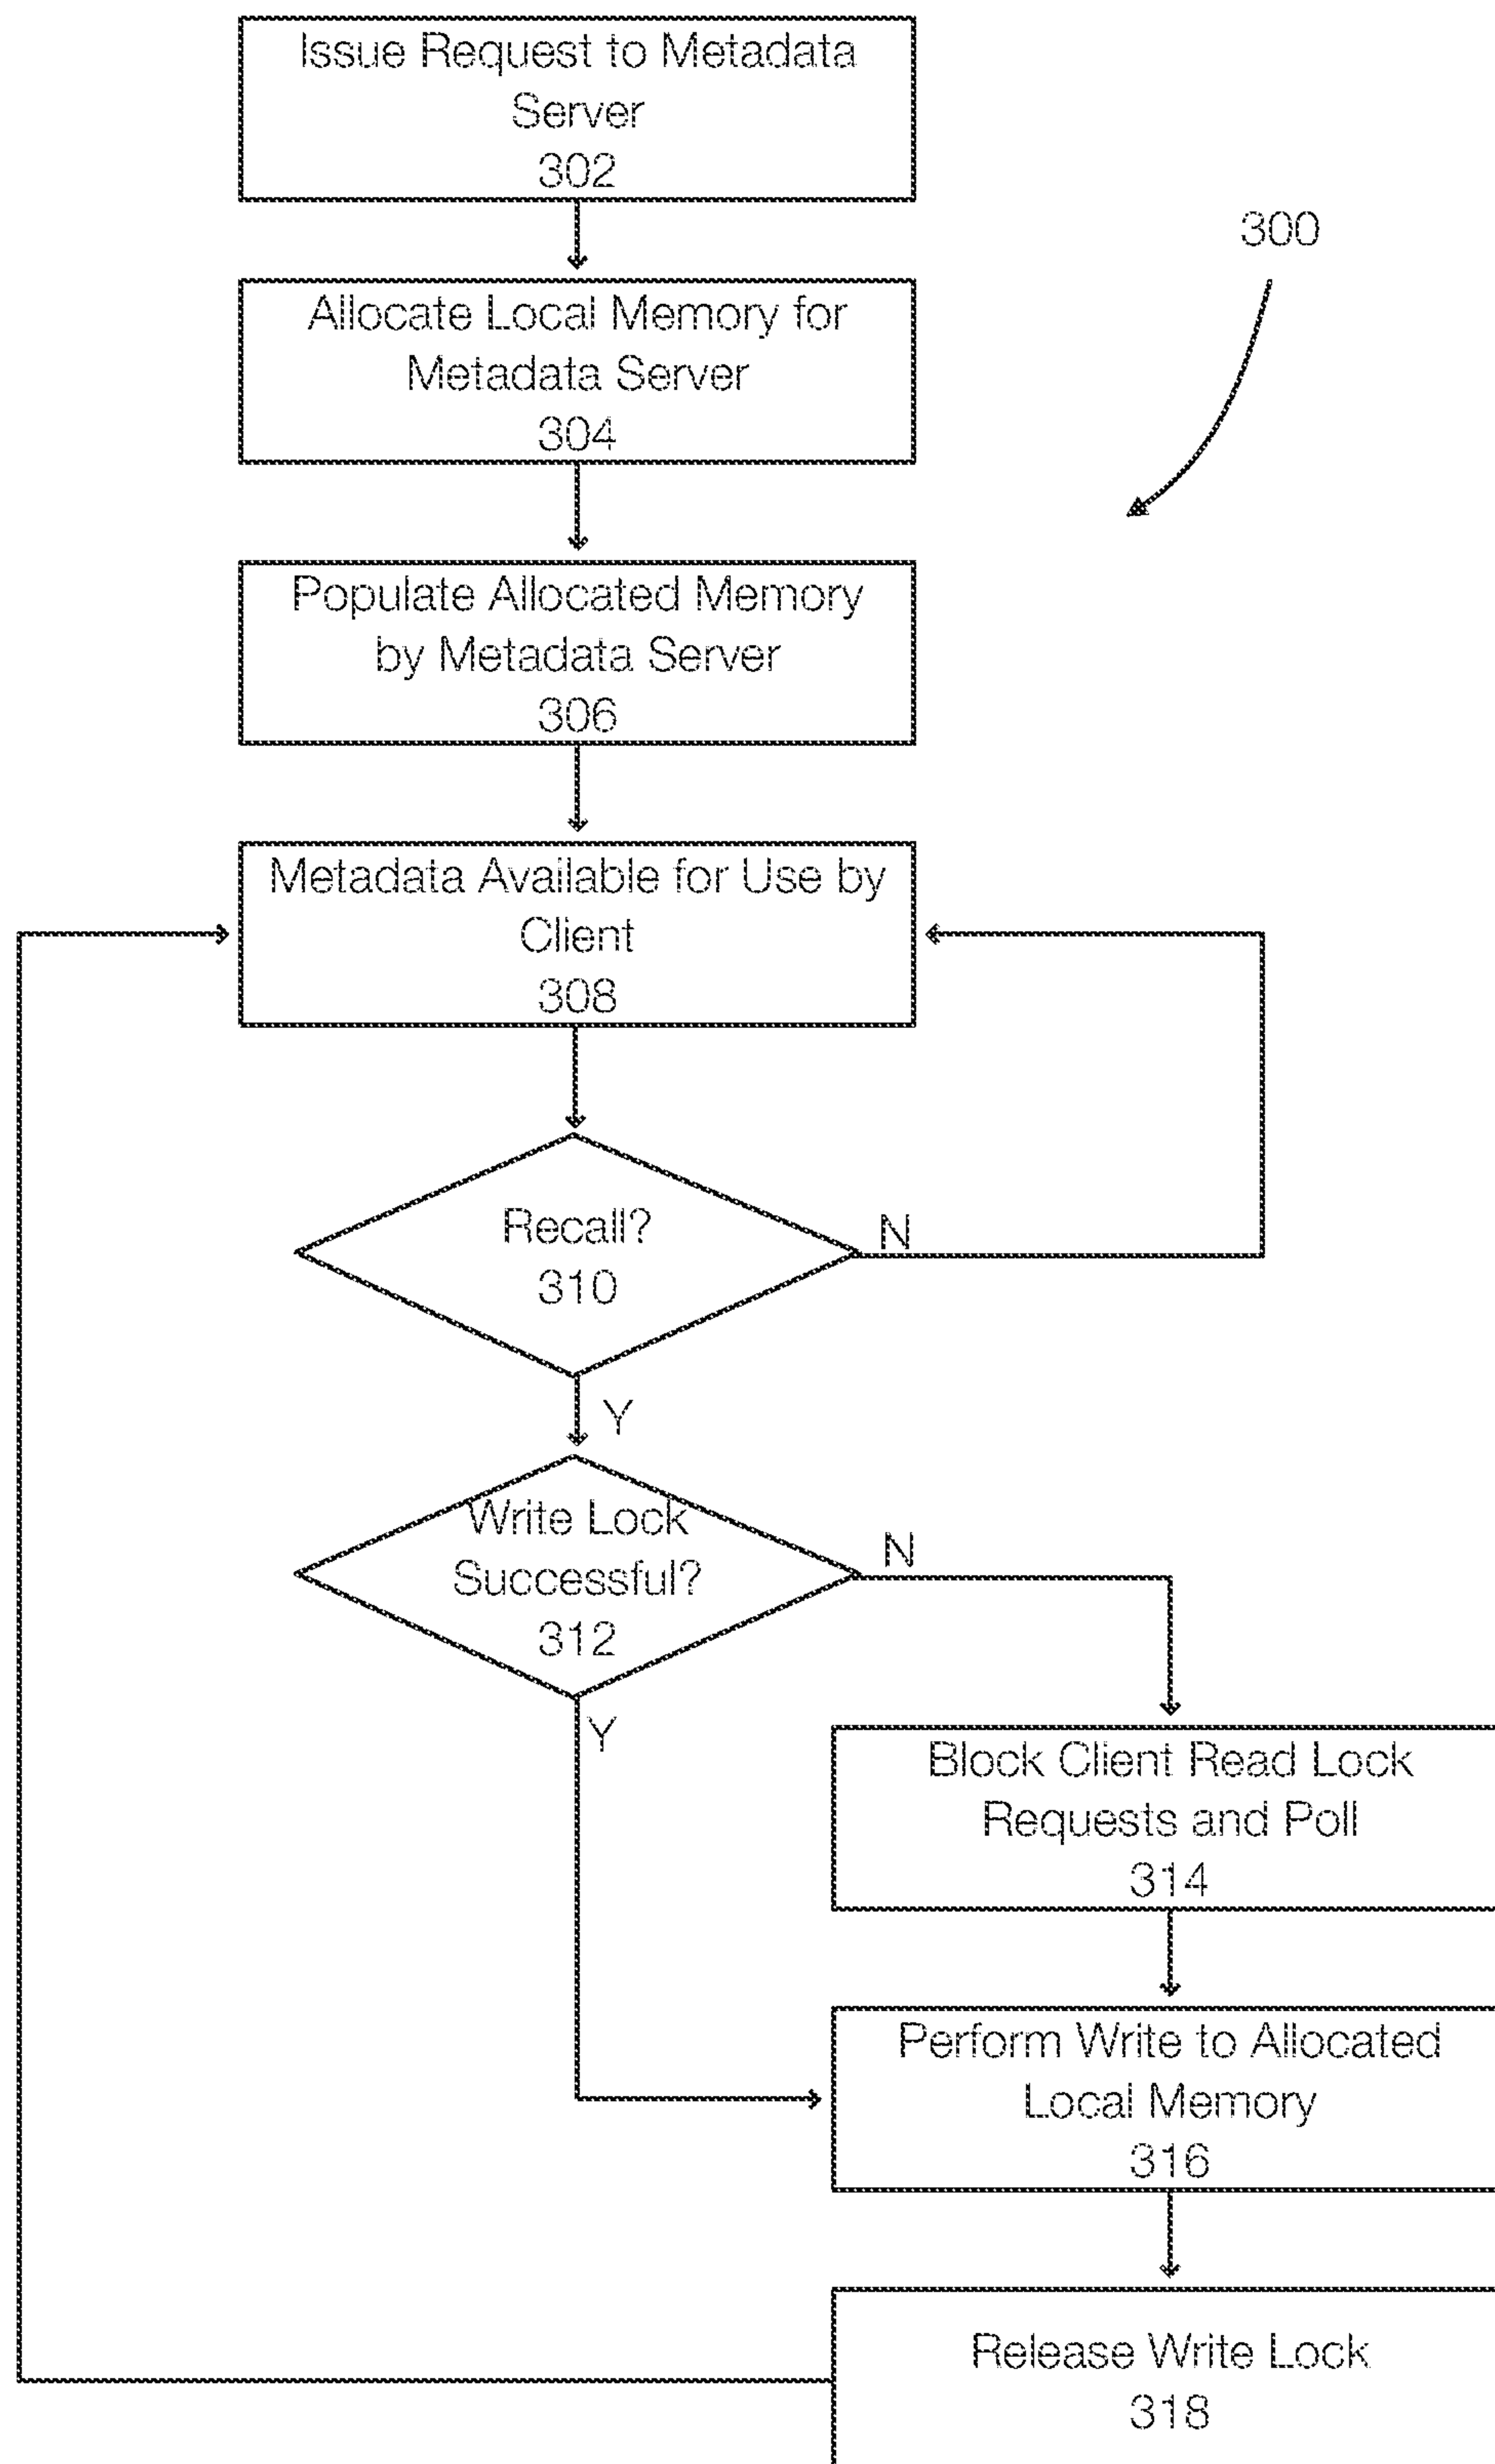 Issue Request to Metadata
Server
302
300
Allocate Local Memory for
Metadata Server
304
Populate Allocated Memory
by Metadata Server
306
Metadata Available for Use by
Client
308
Recall?
310
N
Y
Write Lock
Successful?
312
N
Y
Block Client Read Lock
Requests and Poll
314
Perform Write to Allocated
Local Memory
316
Release Write Lock
318